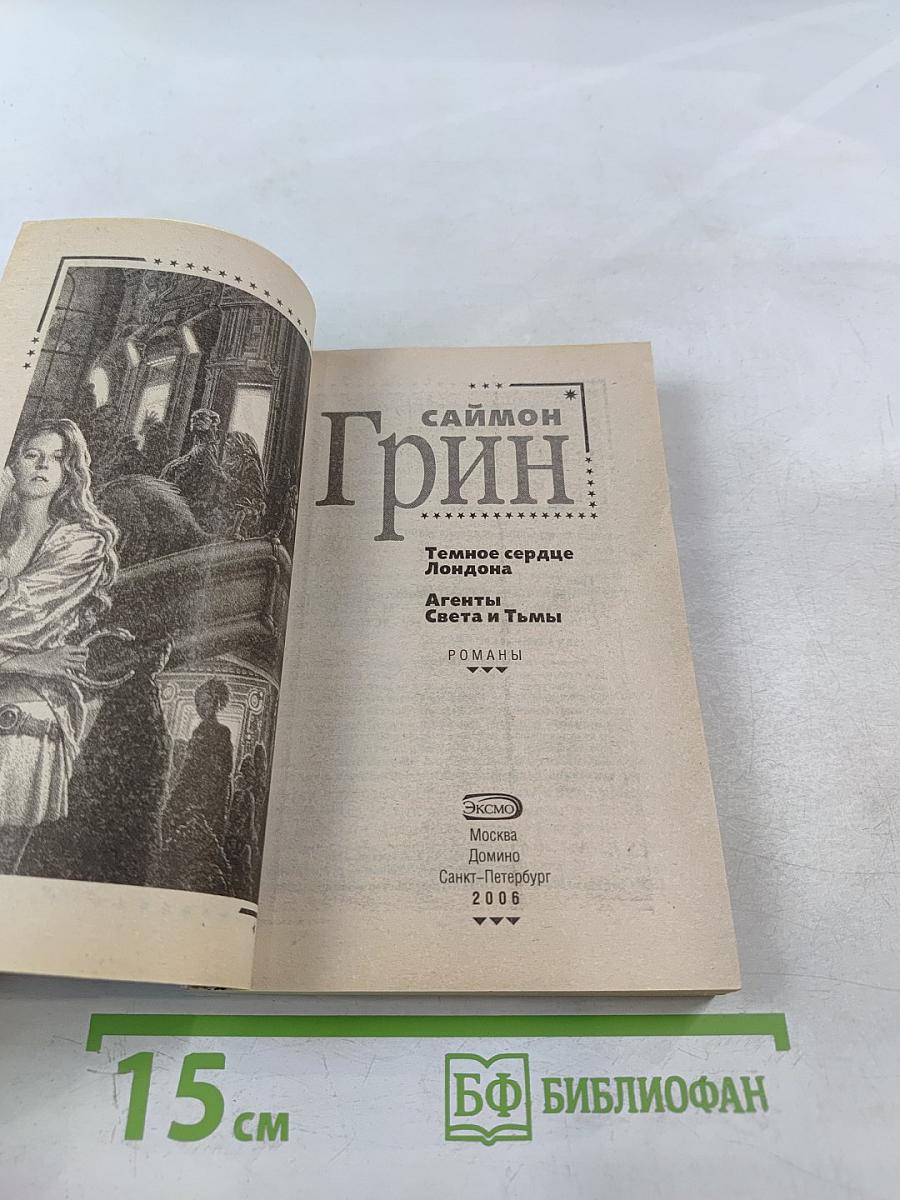 САЙМОН
Грин
Темное сердце
Лондона
Агенты
Света и Тьмы
РОМАНЫ
ЭКСМО
Москва
Домино
Санкт–Петербург
2006
15 см
БФ БИБЛИОФАН